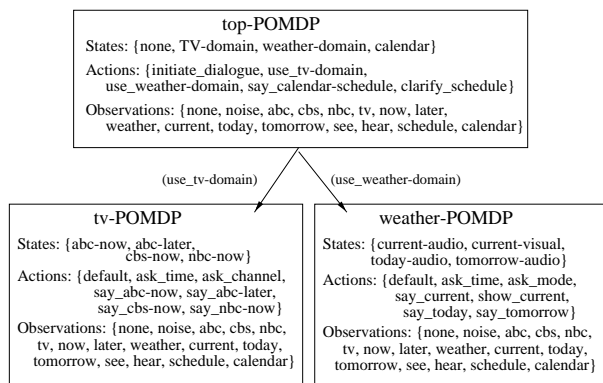 top-POMDP
States: {none, TV-domain, weather-domain, calendar}
Actions: {initiate_dialogue, use_tv-domain,
use_weather-domain, say_calendar-schedule, clarify_schedule}
Observations: {none, noise, abc, cbs, nbc, tv, now, later,
weather, current, today, tomorrow, see, hear, schedule, calendar}
(use_tv-domain)
(use_weather-domain)
tv-POMDP
States: {abc-now, abc-later,
cbs-now, nbc-now}
Actions: {default, ask_time, ask_channel,
say_abc-now, say_abc-later,
say_cbs-now, say_nbc-now}
Observations: {none, noise, abc, cbs, nbc,
tv, now, later, weather, current, today,
tomorrow, see, hear, schedule, calendar}
weather-POMDP
States: {current-audio, current-visual,
today-audio, tomorrow-audio}
Actions: {default, ask_time, ask_mode,
say_current, show_current,
say_today, say_tomorrow}
Observations: {none, noise, abc, cbs, nbc,
tv, now, later, weather, current, today,
tomorrow, see, hear, schedule, calendar}